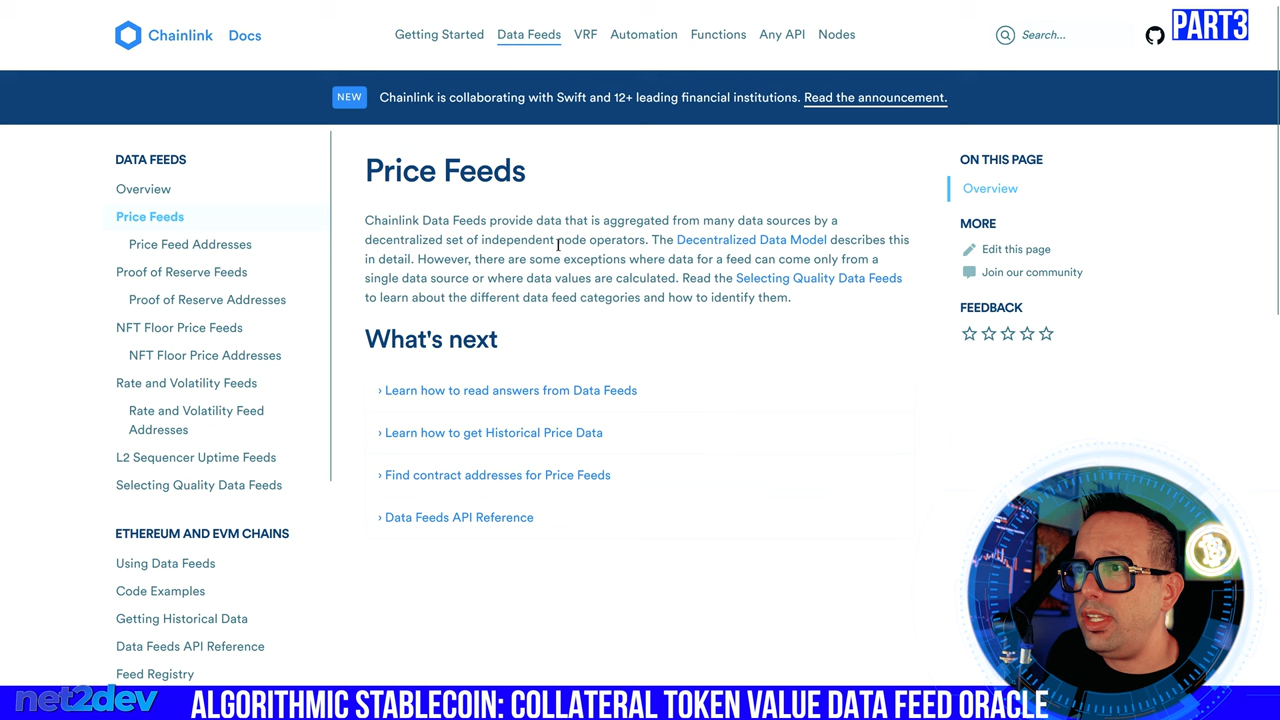 Chainlink Docs
Getting Started Data Feeds VRF Automation Functions Any API Nodes
Search...
PART3
NEW Chainlink is collaborating with Swift and 12+ leading financial institutions. Read the announcement.
DATA FEEDS
Overview
Price Feeds
Price Feed Addresses
Proof of Reserve Feeds
Proof of Reserve Addresses
NFT Floor Price Feeds
NFT Floor Price Addresses
Rate and Volatility Feeds
Rate and Volatility Feed
Addresses
L2 Sequencer Uptime Feeds
Selecting Quality Data Feeds
ETHEREUM AND EVM CHAINS
Using Data Feeds
Code Examples
Getting Historical Data
Data Feeds API Reference
Feed Registry
Price Feeds
Chainlink Data Feeds provide data that is aggregated from many data sources by a
decentralized set of independent node operators. The Decentralized Data Model describes this
in detail. However, there are some exceptions where data for a feed can come only from a
single data source or where data values are calculated. Read the Selecting Quality Data Feeds
to learn about the different data feed categories and how to identify them.
What's next
› Learn how to read answers from Data Feeds
› Learn how to get Historical Price Data
› Find contract addresses for Price Feeds
› Data Feeds API Reference
ON THIS PAGE
Overview
MORE
Edit this page
Join our community
FEEDBACK
net2dev
ALGORITHMIC STABLECOIN: COLLATERAL TOKEN VALUE DATA FEED ORACLE